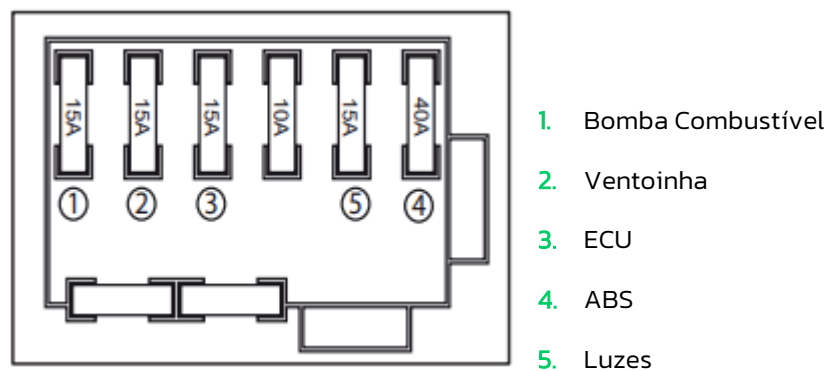 15A 15A 15A 10A 15A 40A
1 2 3 5 4
1. Bomba Combustível
2. Ventoinha
3. ECU
4. ABS
5. Luzes